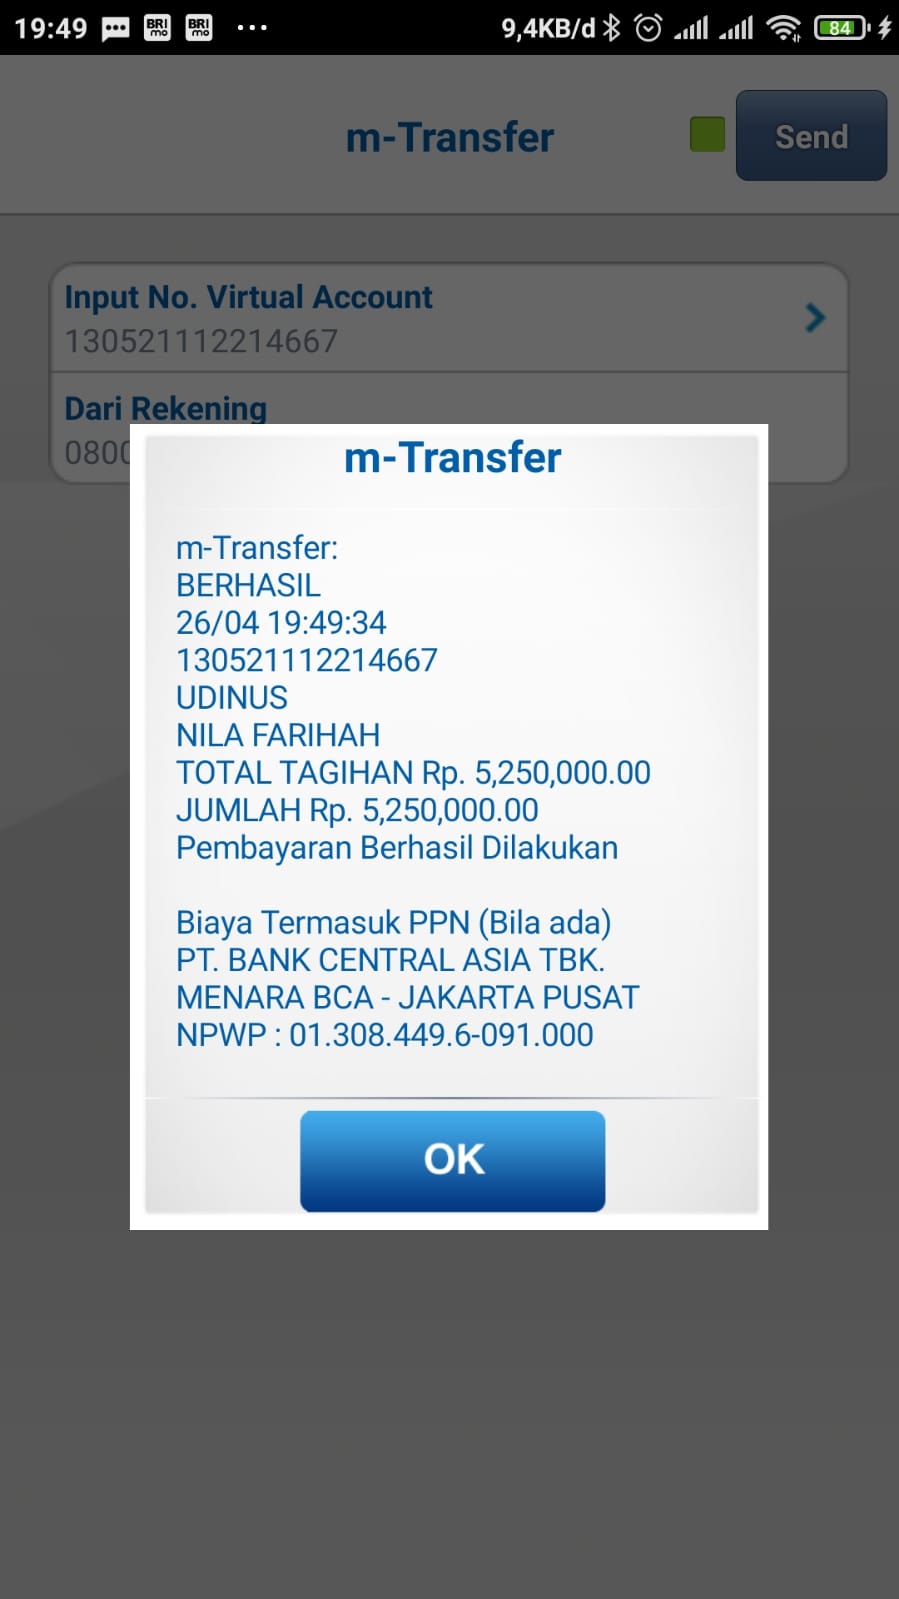 19:49
BRI
mo
BRI
mo
...
9,4KB/d
84
m-Transfer
Send
Input No. Virtual Account
130521112214667
Dari Rekening
0800
m-Transfer
m-Transfer:
BERHASIL
26/04 19:49:34
130521112214667
UDINUS
NILA FARIHAH
TOTAL TAGIHAN Rp. 5,250,000.00
JUMLAH Rp. 5,250,000.00
Pembayaran Berhasil Dilakukan
Biaya Termasuk PPN (Bila ada)
PT. BANK CENTRAL ASIA TBK.
MENARA BCA - JAKARTA PUSAT
NPWP : 01.308.449.6-091.000
OK